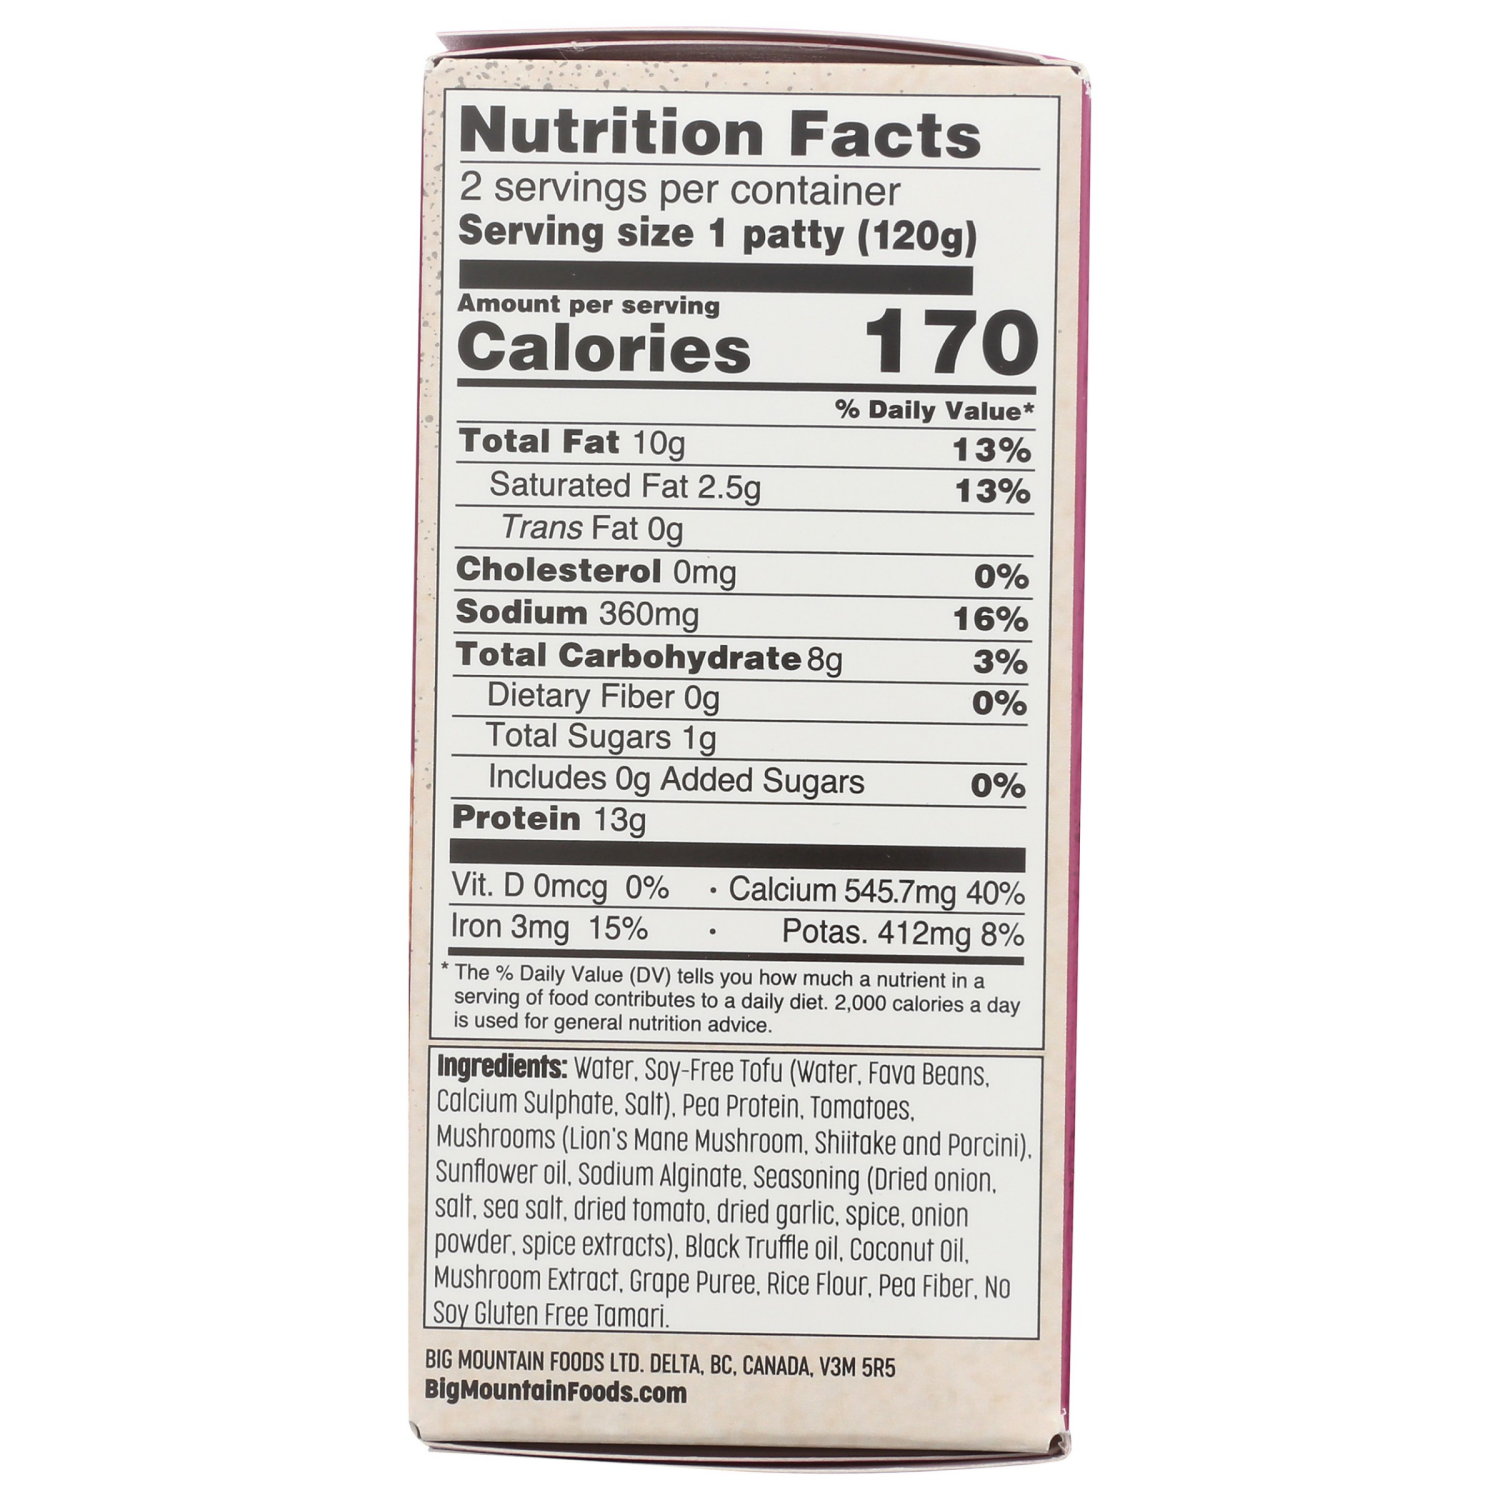 Nutrition Facts
2 servings per container
Serving size 1 patty (120g)
Amount per serving
Calories 170
% Daily Value*
Total Fat 10g 13%
Saturated Fat 2.5g 13%
Trans Fat 0g
Cholesterol 0mg 0%
Sodium 360mg 16%
Total Carbohydrate 8g 3%
Dietary Fiber 0g 0%
Total Sugars 1g
Includes 0g Added Sugars 0%
Protein 13g
Vit. D 0mcg 0% · Calcium 545.7mg 40%
Iron 3mg 15% · Potas. 412mg 8%
* The % Daily Value (DV) tells you how much a nutrient in a
serving of food contributes to a daily diet. 2,000 calories a day
is used for general nutrition advice.
Ingredients: Water, Soy-Free Tofu (Water, Fava Beans,
Calcium Sulphate, Salt), Pea Protein, Tomatoes,
Mushrooms (Lion's Mane Mushroom, Shiitake and Porcini),
Sunflower oil, Sodium Alginate, Seasoning (Dried onion,
salt, sea salt, dried tomato, dried garlic, spice, onion
powder, spice extracts), Black Truffle oil, Coconut Oil,
Mushroom Extract, Grape Puree, Rice Flour, Pea Fiber, No
Soy Gluten Free Tamari.
BIG MOUNTAIN FOODS LTD. DELTA, BC, CANADA, V3M 5R5
BigMountainFoods.com